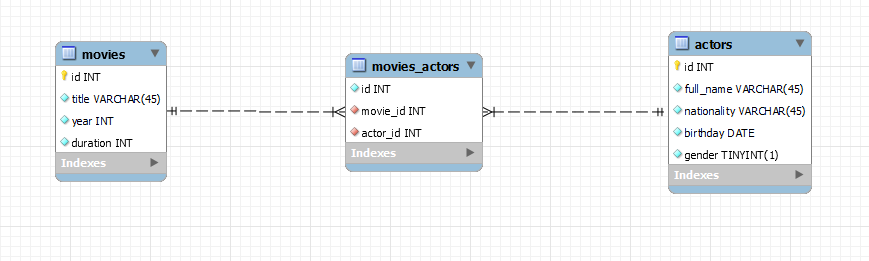 movies
id INT
title VARCHAR(45)
year INT
duration INT
Indexes
movies_actors
id INT
movie_id INT
actor_id INT
Indexes
actors
id INT
full_name VARCHAR(45)
nationality VARCHAR(45)
birthday DATE
gender TINYINT(1)
Indexes